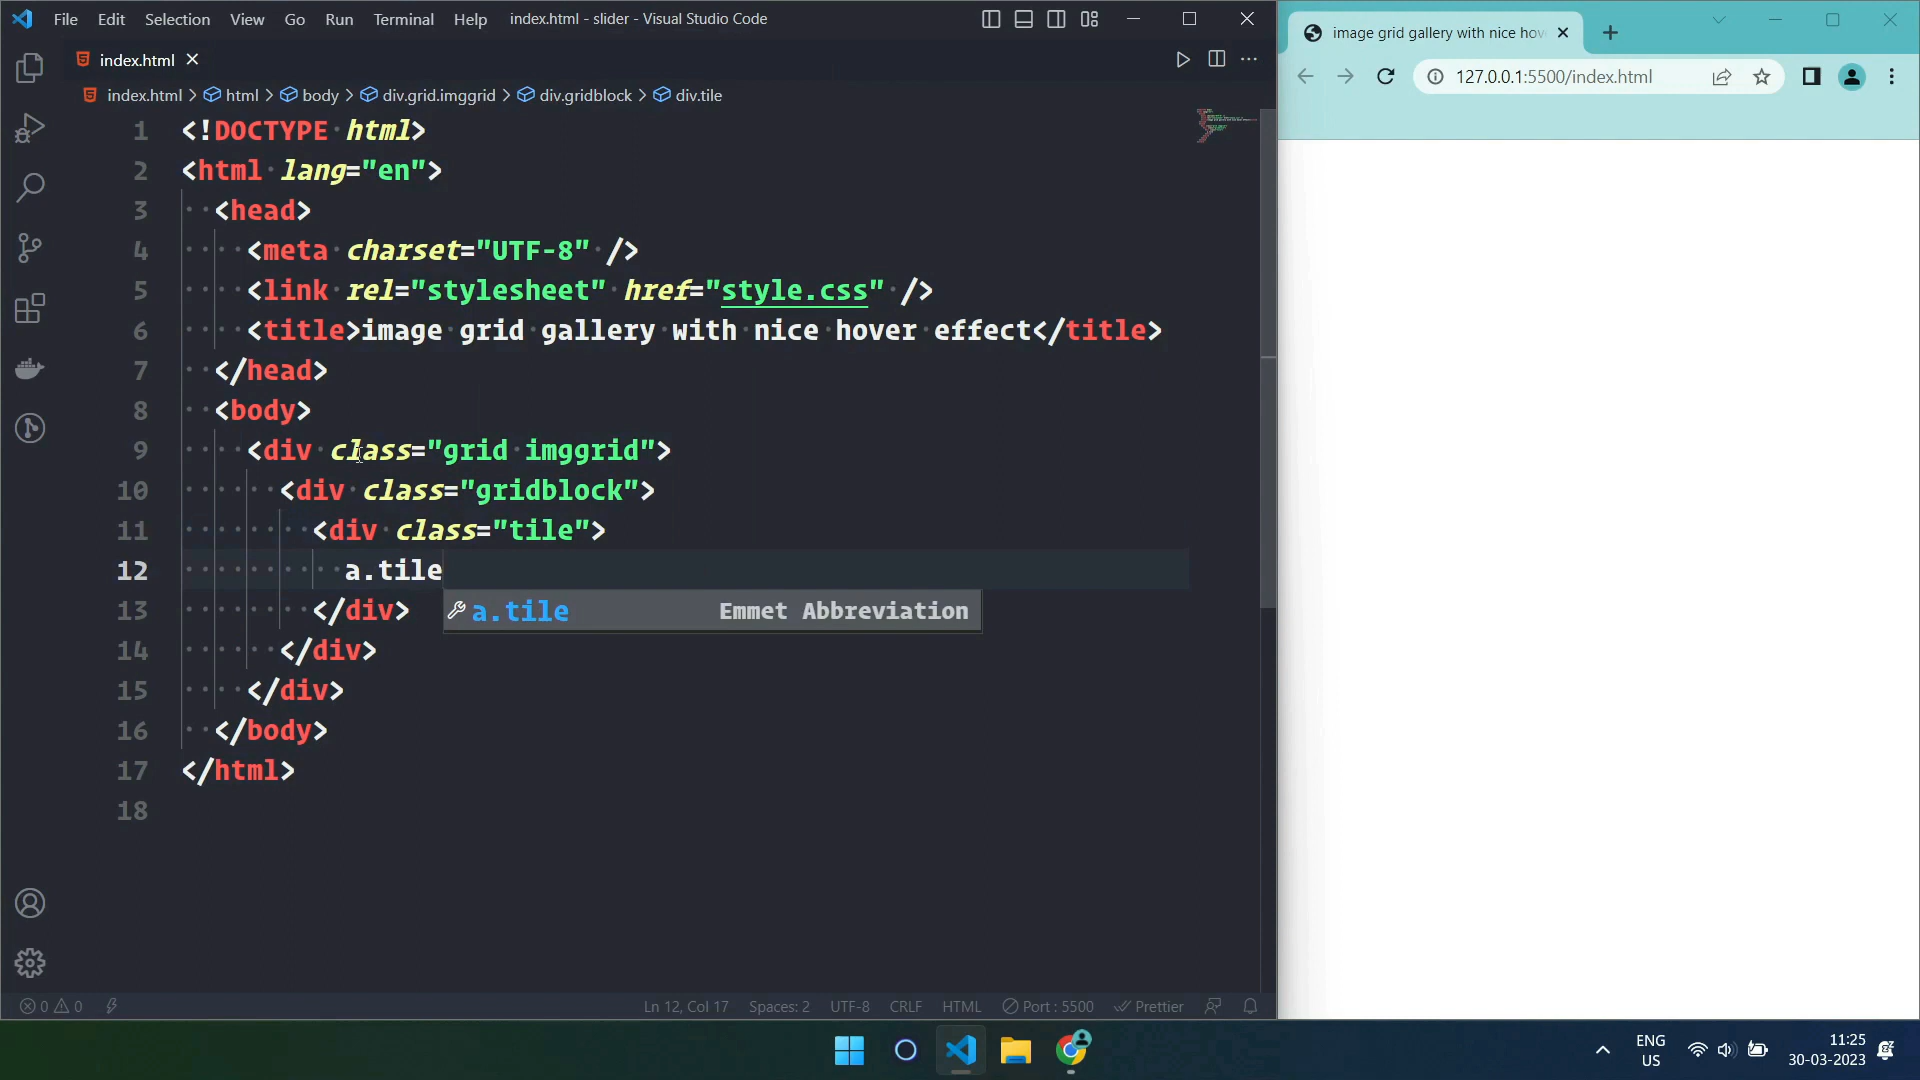 File Edit Selection View Go Run Terminal Help index.html - slider - Visual Studio Code
index.html
index.html > html > body > div.grid.imggrid > div.gridblock > div.tile
1 <!DOCTYPE html>
2 <html lang="en">
3 <head>
4 <meta charset="UTF-8" />
5 <link rel="stylesheet" href="style.css" />
6 <title>image grid gallery with nice hover effect</title>
7 </head>
8 <body>
9 <div class="grid imggrid">
10 <div class="gridblock">
11 <div class="tile">
12 a.tile
a.tile Emmet Abbreviation
13 </div>
14 </div>
15 </div>
16 </body>
17 </html>
18
0 0 Ln 12, Col 17 Spaces: 2 UTF-8 CRLF HTML Port : 5500 Prettier
image grid gallery with nice hov
127.0.0.1:5500/index.html
ENG
US
11:25
30-03-2023